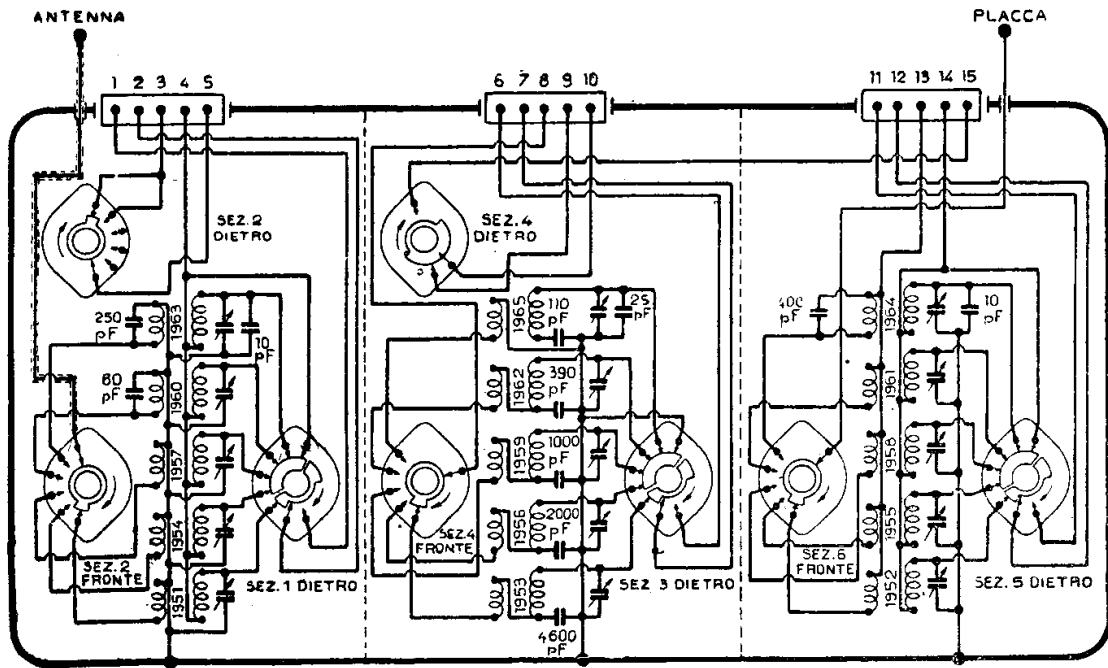 ANTENNA
PLACCA
1 2 3 4 5
6 7 8 9 10
11 12 13 14 15
SEZ.2
DIETRO
SEZ.4
DIETRO
250
pF
1963
10
pF
60
pF
1960
1957
1954
1951
SEZ.2
FRONTE
SEZ.1 DIETRO
1965
110
pF
25
pF
1962
390
pF
1959
1000
pF
1956
2000
pF
1953
4600
pF
SEZ.4
FRONTE
SEZ.3 DIETRO
400
pF
1964
10
pF
1961
1958
1955
1952
SEZ.6
FRONTE
SEZ.5 DIETRO